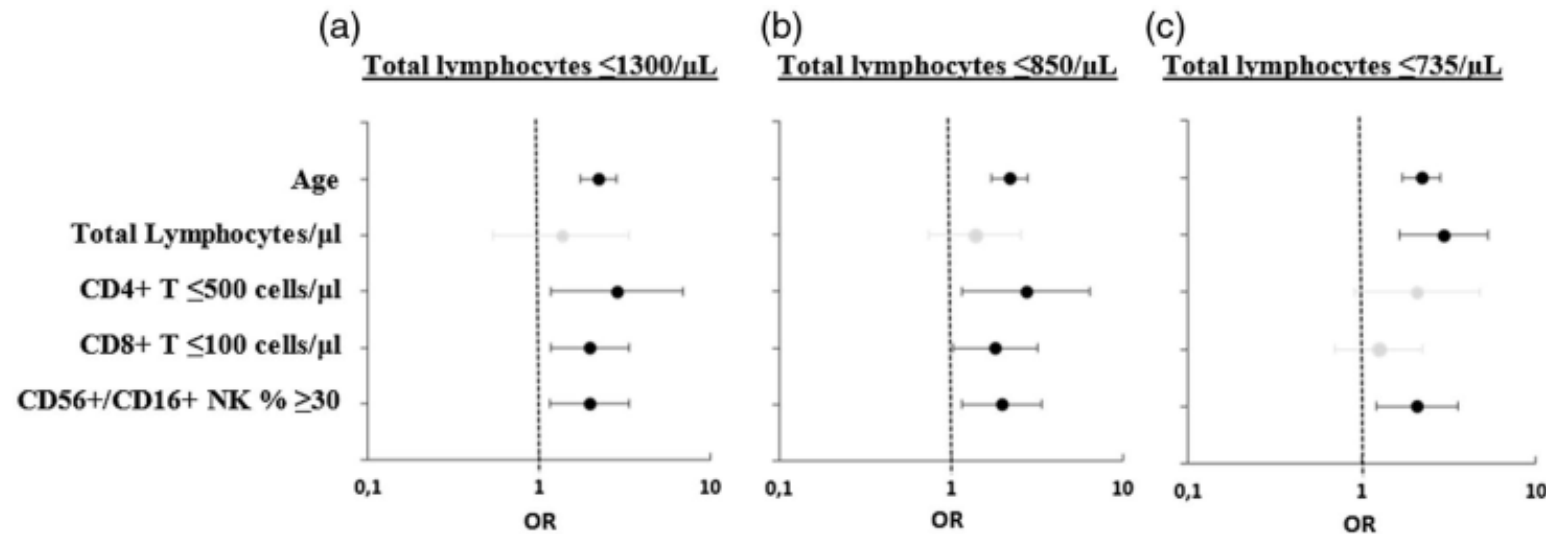 (a) (b) (c)
Total lymphocytes ≤1300/µL Total lymphocytes ≤850/µL Total lymphocytes ≤735/µL
Age
Total Lymphocytes/µl
CD4+ T ≤500 cells/µl
CD8+ T ≤100 cells/µl
CD56+/CD16+ NK % ≥30
0,1 1 10 0,1 1 10 0,1 1 10
OR OR OR